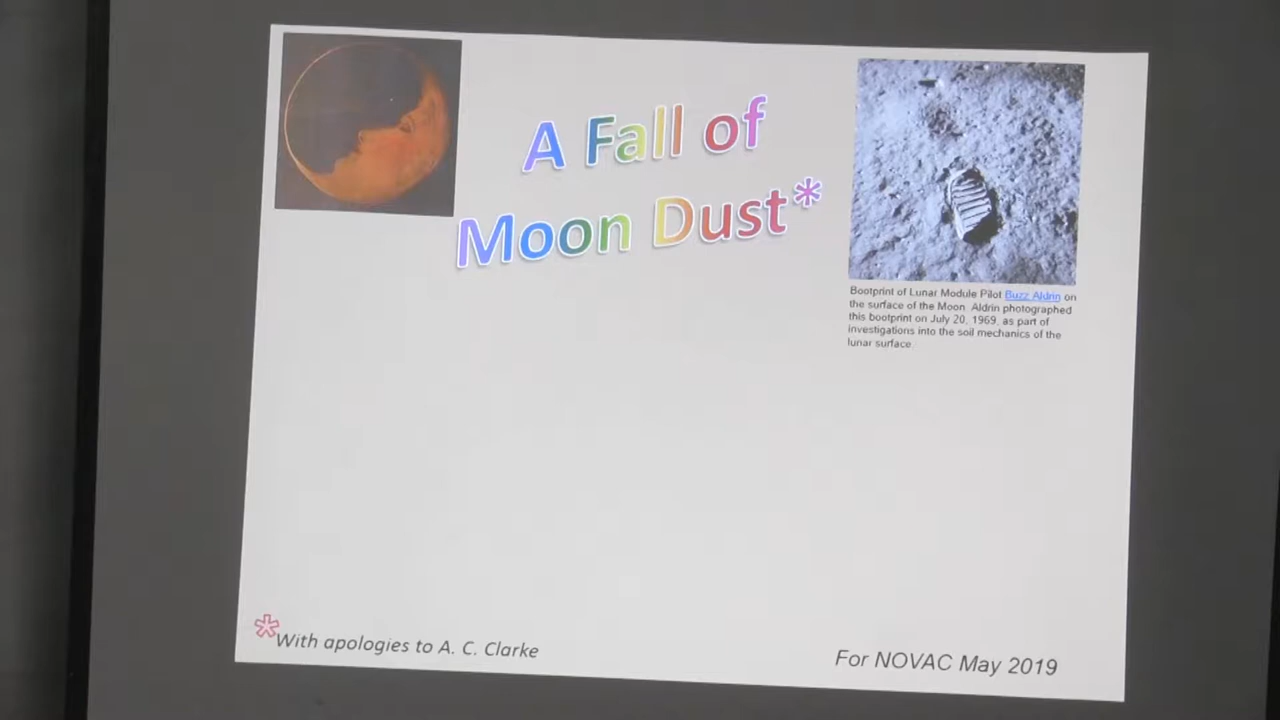 A Fall of
Moon Dust*
Bootprint of Lunar Module Pilot Buzz Aldrin on
the surface of the Moon. Aldrin photographed
this bootprint on July 20, 1969, as part of
investigations into the soil mechanics of the
lunar surface.
*With apologies to A. C. Clarke
For NOVAC May 2019